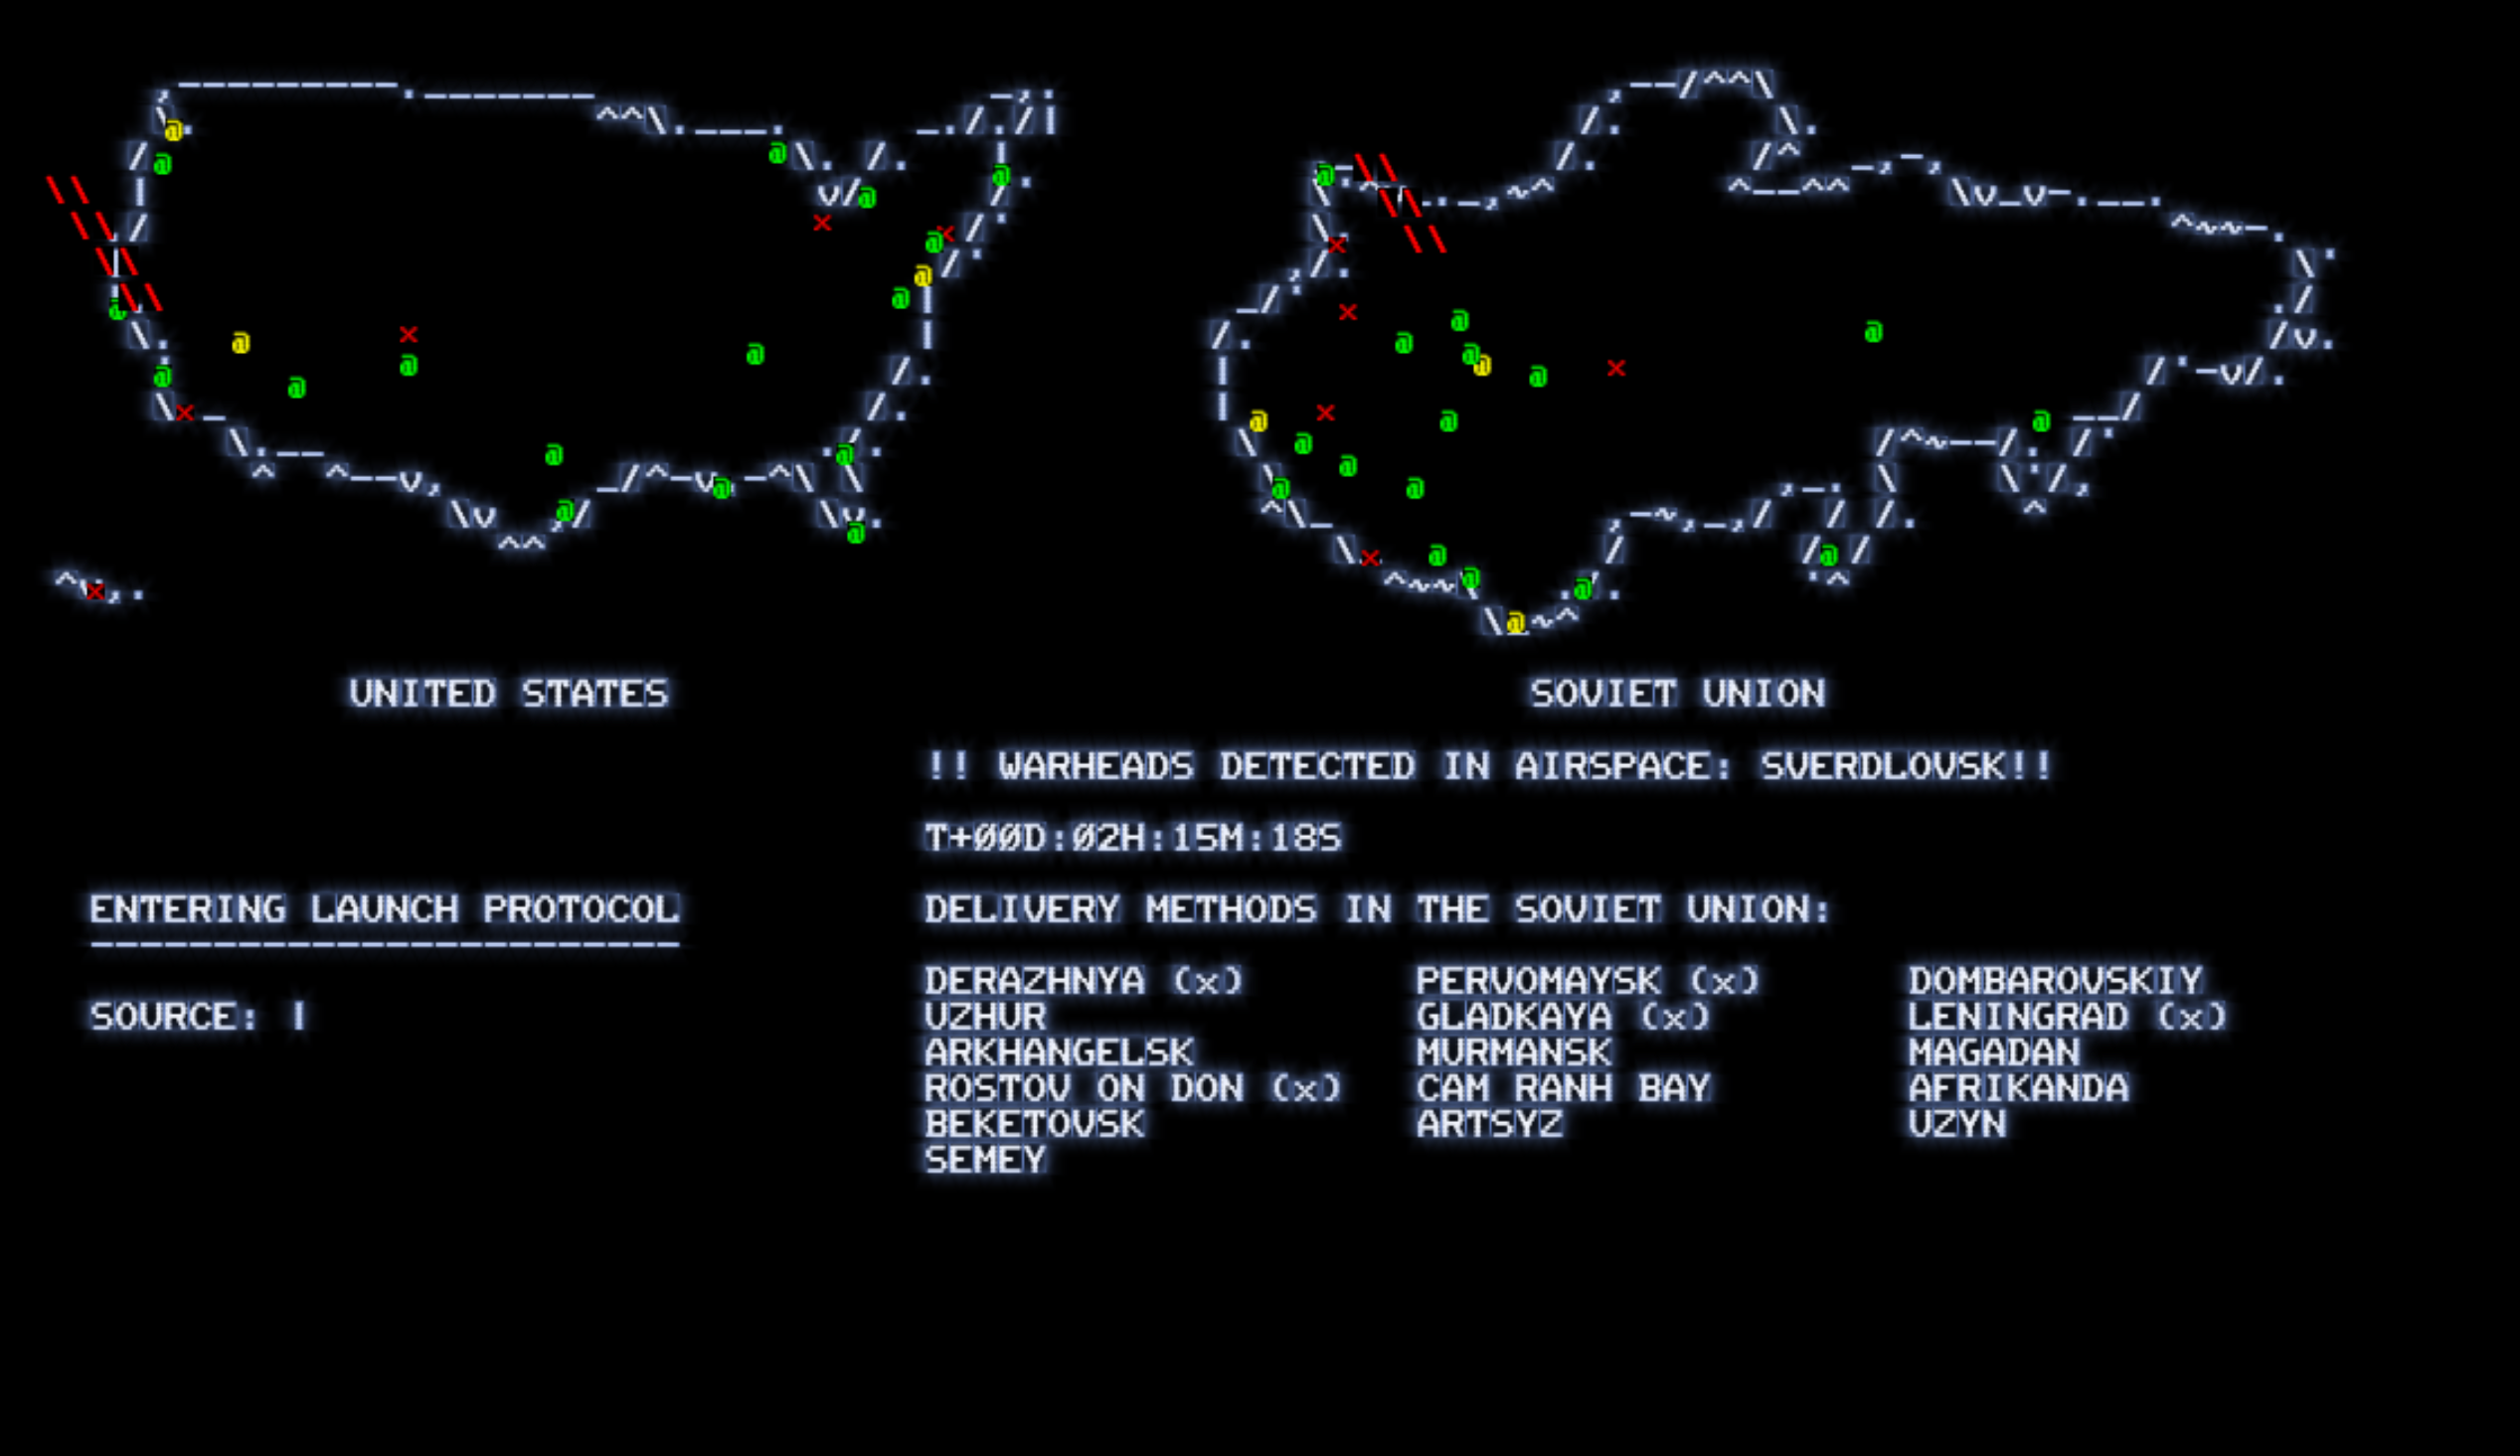 UNITED STATES
SOVIET UNION
!! WARHEADS DETECTED IN AIRSPACE: SVERDLOVSK!!
T+00D:02H:15M:18S
ENTERING LAUNCH PROTOCOL
------------------------
SOURCE: |
DELIVERY METHODS IN THE SOVIET UNION:
DERAZHNYA (x) PERVOMAYSK (x) DOMBAROVSKIY
UZHUR GLADKAYA (x) LENINGRAD (x)
ARKHANGELSK MURMANSK MAGADAN
ROSTOV ON DON (x) CAM RANH BAY AFRIKANDA
BEKETOVSK ARTSYZ UZYN
SEMEY